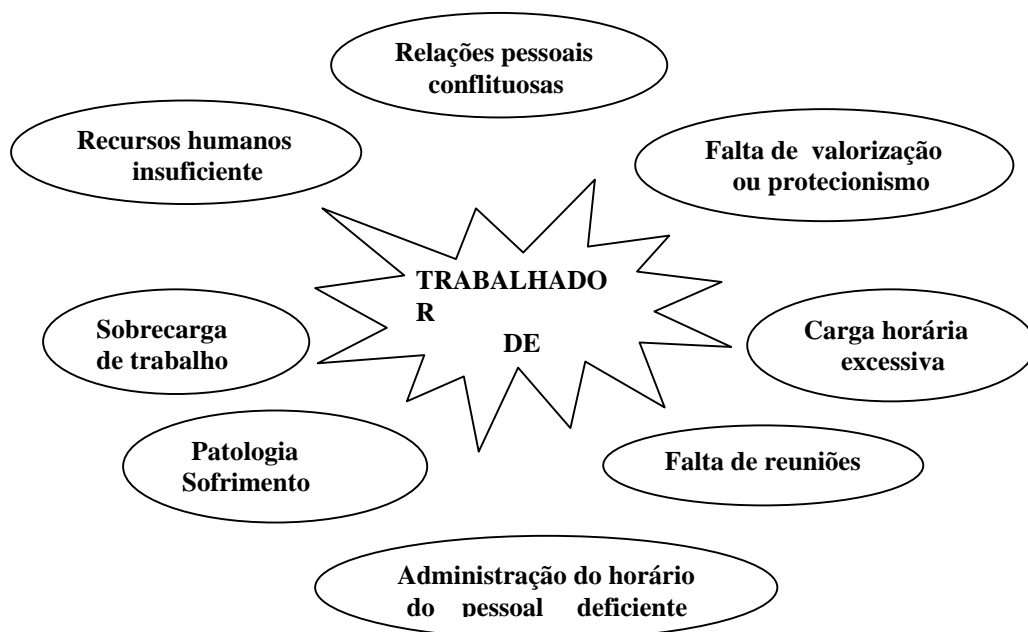 Relações pessoais
conflituosas
Recursos humanos
insuficiente
Falta de valorização
ou protecionismo
TRABALHADO
R
DE
Sobrecarga
de trabalho
Carga horária
excessiva
Patologia
Sofrimento
Falta de reuniões
Administração do horário
do pessoal deficiente